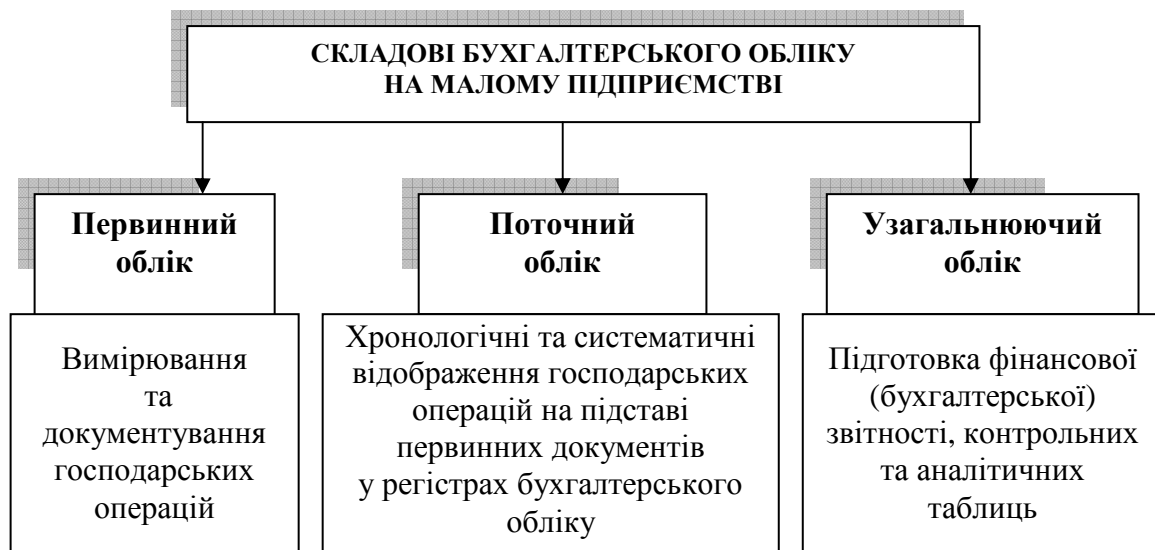 СКЛАДОВІ БУХГАЛТЕРСЬКОГО ОБЛІКУ
НА МАЛОМУ ПІДПРИЄМСТВІ
Первинний
облік
Вимірювання
та
документування
господарських
операцій
Поточний
облік
Хронологічні та систематичні
відображення господарських
операцій на підставі
первинних документів
у регістрах бухгалтерського
обліку
Узагальнюючий
облік
Підготовка фінансової
(бухгалтерської)
звітності, контрольних
та аналітичних
таблиць